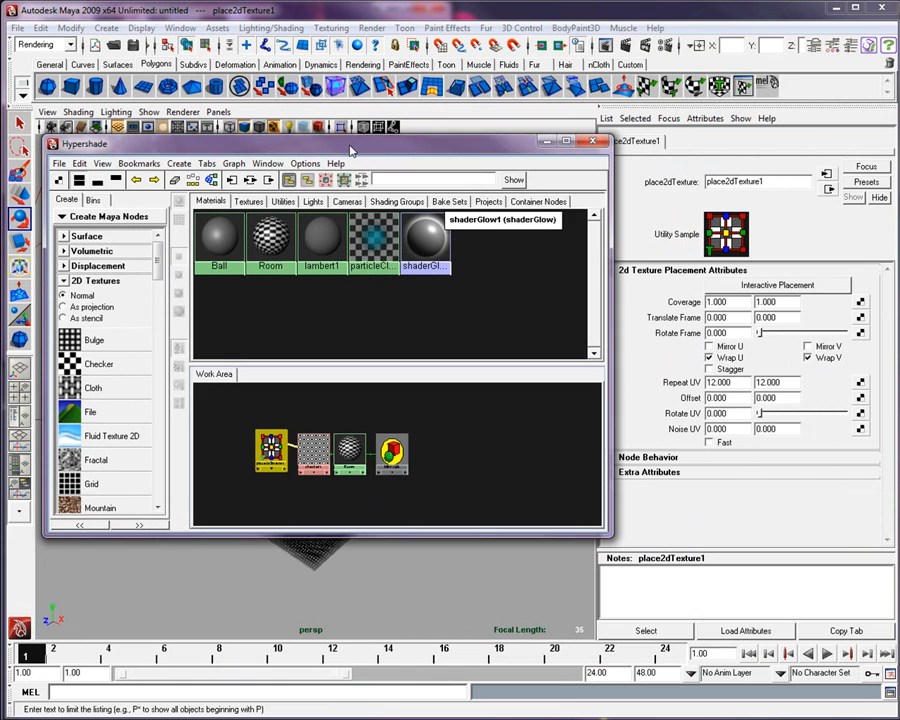 Autodesk Maya 2009 x64 Unlimited: untitled --- place2dTexture1
File Edit Modify Create Display Window Assets Lighting/Shading Texturing Render Toon Paint Effects Fur 3D Control BodyPaint3D Muscle Help
Rendering X: Y: Z:
General Curves Surfaces Polygons Subdivs Deformation Animation Dynamics Rendering PaintEffects Toon Muscle Fluids Fur Hair nCloth Custom
mel
View Shading Lighting Show Renderer Panels
List Selected Focus Attributes Show Help
Hypershade
File Edit View Bookmarks Create Tabs Graph Window Options Help
Show
Create Bins
Create Maya Nodes
Surface
Volumetric
Displacement
2D Textures
Normal
As projection
As stencil
Bulge
Checker
Cloth
File
Fluid Texture 2D
Fractal
Grid
Mountain
<< >>
Materials Textures Utilities Lights Cameras Shading Groups Bake Sets Projects Container Nodes
shaderGlow1 (shaderGlow)
Ball Room lambert1 particleCl... shaderGl...
Work Area
Room
place2dTexture1
place2dTexture: place2dTexture1
Focus
Presets
Show Hide
Utility Sample
2d Texture Placement Attributes
Interactive Placement
Coverage 1.000 1.000
Translate Frame 0.000 0.000
Rotate Frame 0.000
Mirror U Mirror V
Wrap U Wrap V
Stagger
Repeat UV 12.000 12.000
Offset 0.000 0.000
Rotate UV 0.000
Noise UV 0.000 0.000
Fast
Node Behavior
Extra Attributes
Notes: place2dTexture1
Select Load Attributes Copy Tab
y
z x
persp Focal Length: 35
1 2 4 6 8 10 12 14 16 18 20 22 24 1.00
1.00 1.00 24.00 48.00 No Anim Layer No Character Set
MEL
Enter text to limit the listing (e.g., P* to show all objects beginning with P)